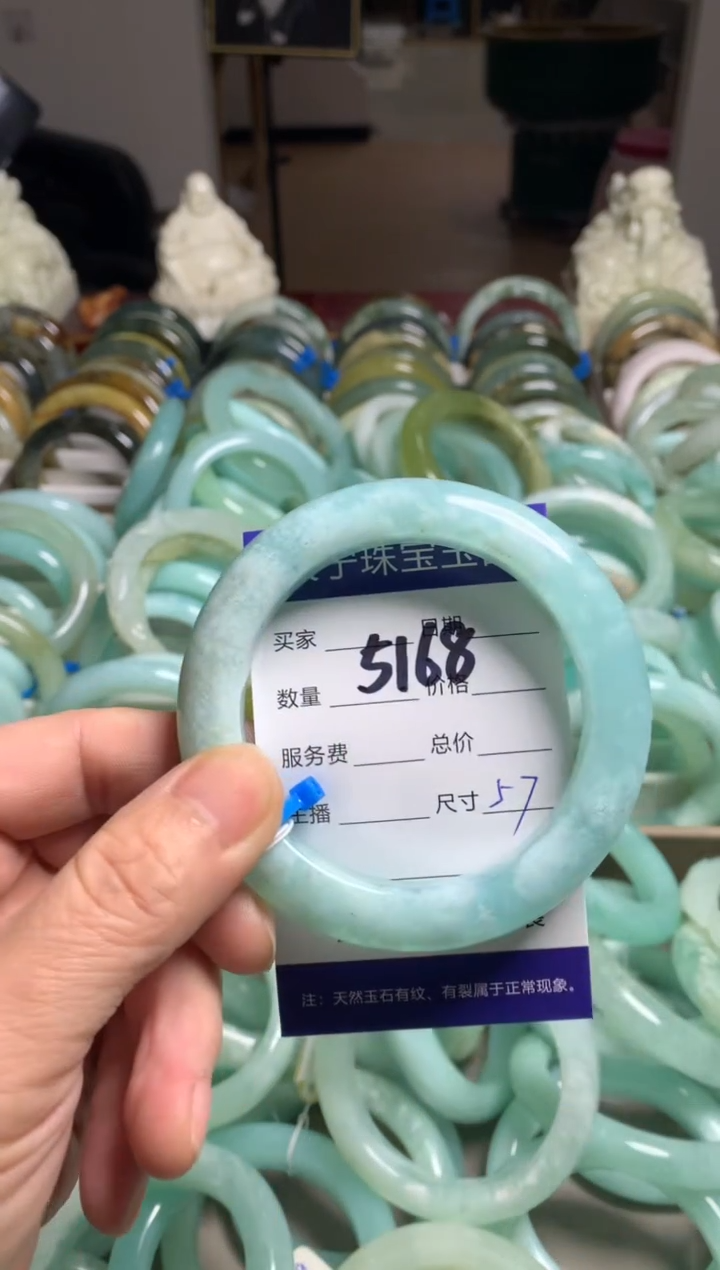 珠宝玉
买家 日期
5168
数量 价格
服务费 总价
主播 尺寸 57
注：天然玉石有纹、有裂属于正常现象。